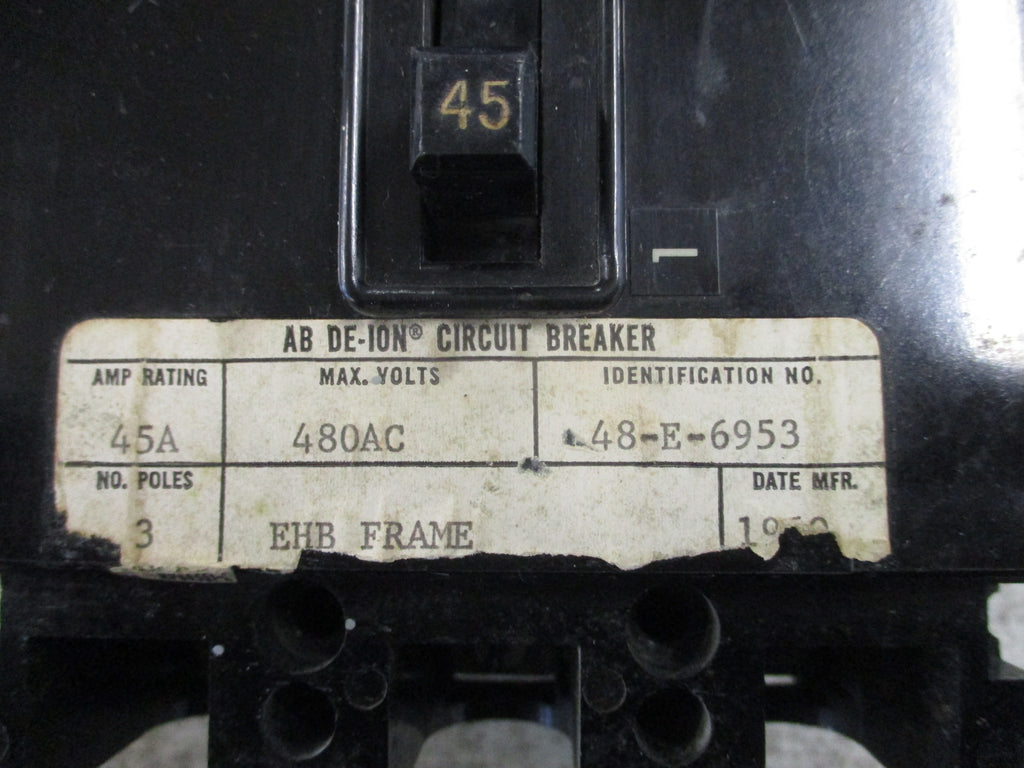 45
1
AB DE-ION® CIRCUIT BREAKER
AMP RATING MAX. VOLTS IDENTIFICATION NO.
45A 480AC 48-E-6953
NO. POLES DATE MFR.
3 EHB FRAME